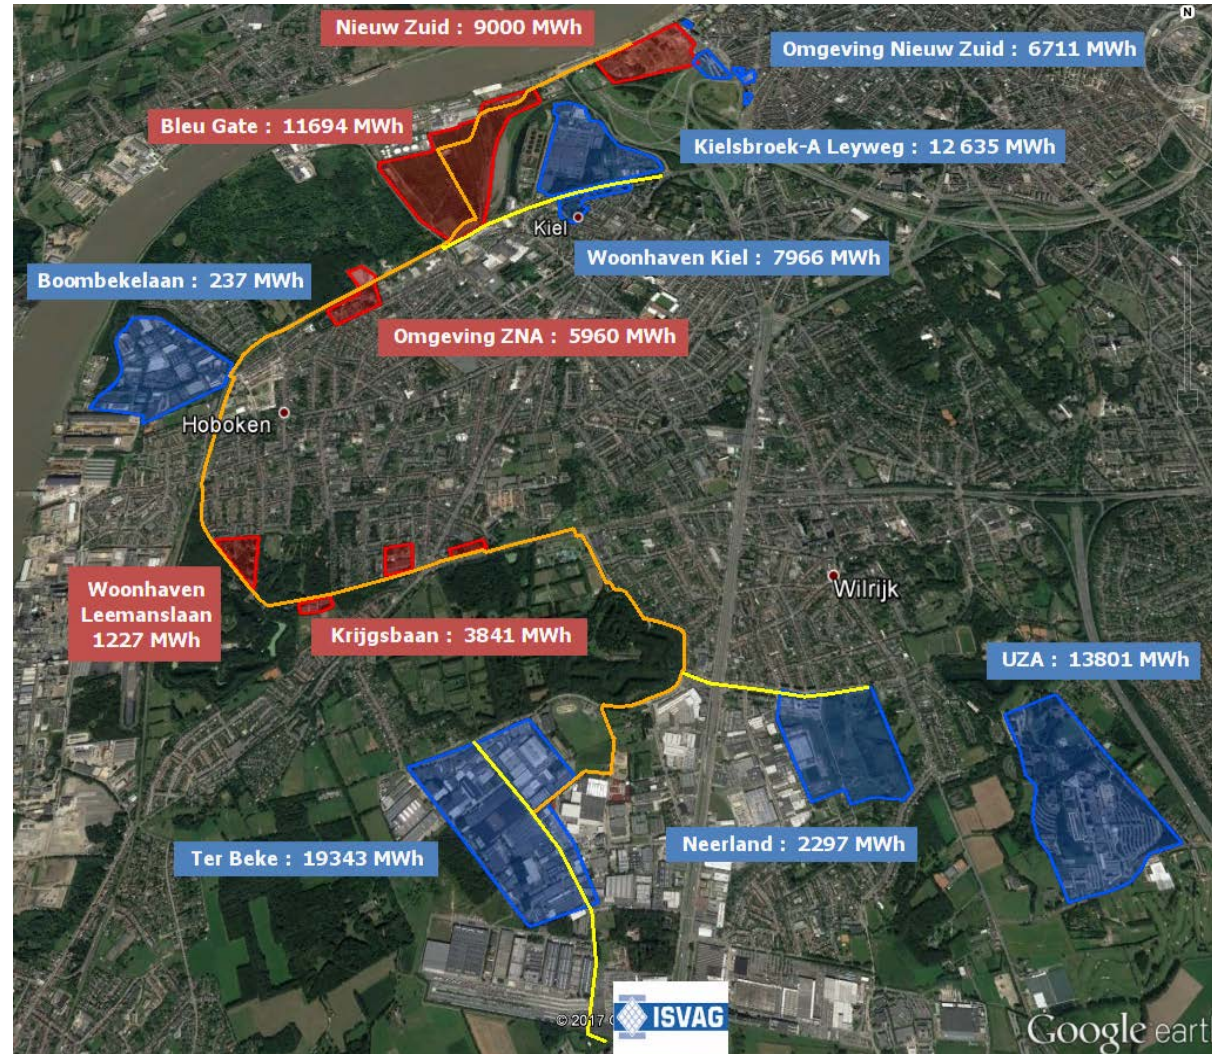 Nieuw Zuid : 9000 MWh
N
Omgeving Nieuw Zuid : 6711 MWh
Bleu Gate : 11694 MWh
Kielsbroek-A Leyweg : 12 635 MWh
Kiel
Woonhaven Kiel : 7966 MWh
Boombekelaan : 237 MWh
Omgeving ZNA : 5960 MWh
Hoboken
Wilrijk
Woonhaven
Leemanslaan
1227 MWh
Krijgsbaan : 3841 MWh
UZA : 13801 MWh
Neerland : 2297 MWh
Ter Beke : 19343 MWh
© 2017
ISVAG
Google eart